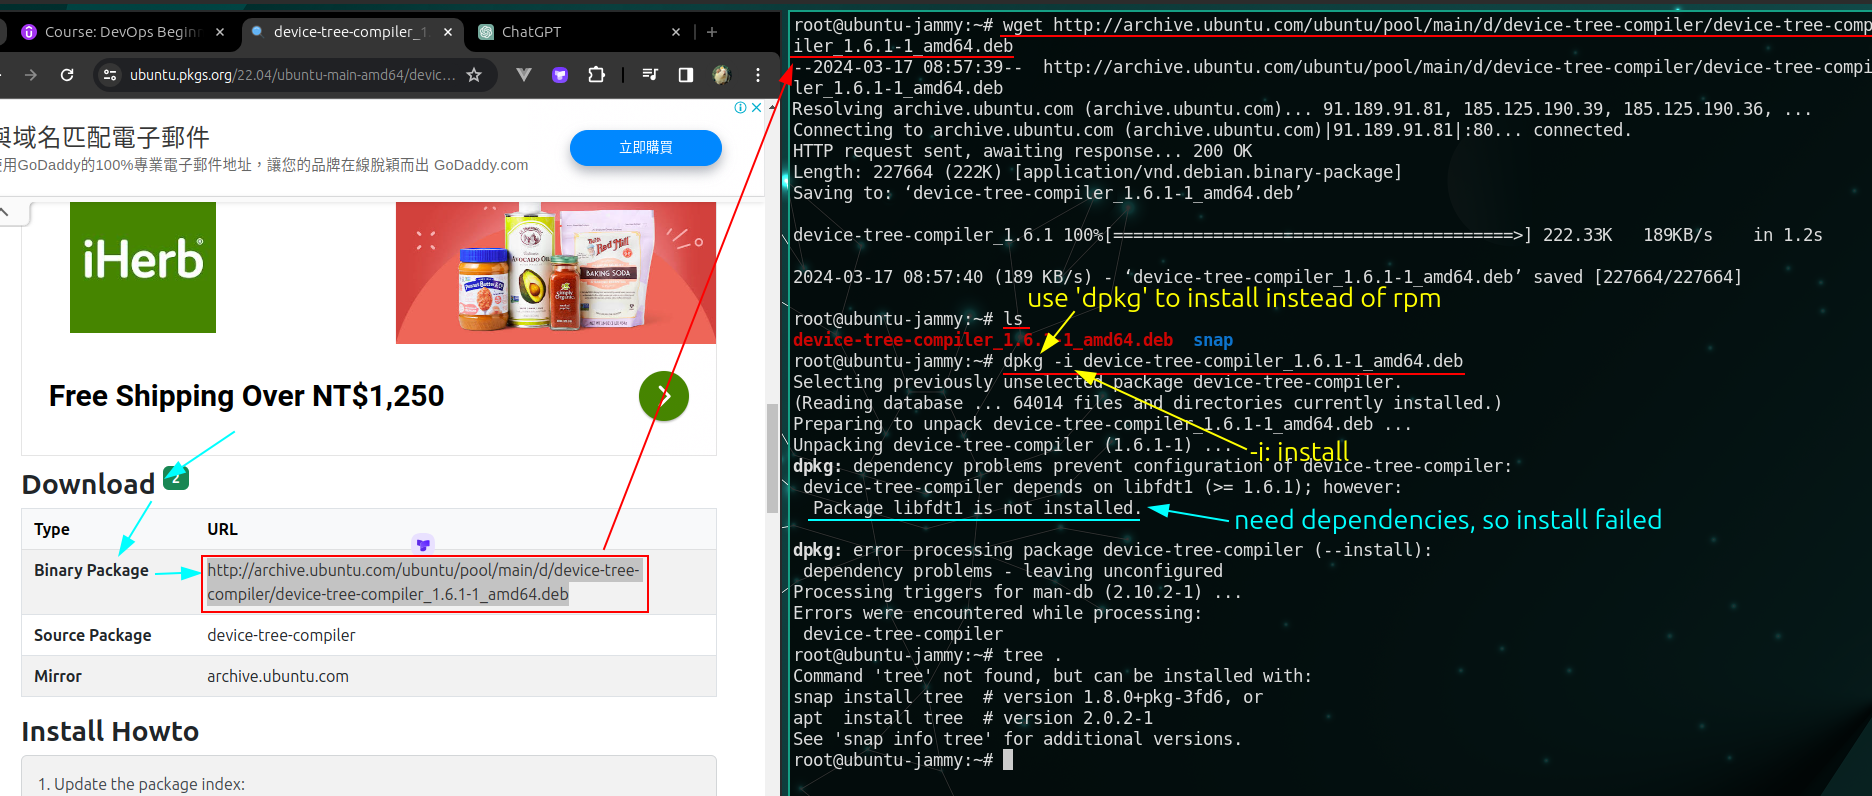 Course: DevOps Beginn
device-tree-compiler_1
ChatGPT
ubuntu.pkgs.org/22.04/ubuntu-main-amd64/devic...
與域名匹配電子郵件
使用GoDaddy的100%專業電子郵件地址，讓您的品牌在線脫穎而出 GoDaddy.com
立即購買
iHerb®
AVOCADO OIL
Red Mill
BAKING SODA
Simply Organic
Free Shipping Over NT$1,250
Download 2
Type URL
Binary Package http://archive.ubuntu.com/ubuntu/pool/main/d/device-tree-
compiler/device-tree-compiler_1.6.1-1_amd64.deb
Source Package device-tree-compiler
Mirror archive.ubuntu.com
Install Howto
1. Update the package index:
root@ubuntu-jammy:~# wget http://archive.ubuntu.com/ubuntu/pool/main/d/device-tree-compiler/device-tree-comp
iler_1.6.1-1_amd64.deb
--2024-03-17 08:57:39-- http://archive.ubuntu.com/ubuntu/pool/main/d/device-tree-compiler/device-tree-compi
ler_1.6.1-1_amd64.deb
Resolving archive.ubuntu.com (archive.ubuntu.com)... 91.189.91.81, 185.125.190.39, 185.125.190.36, ...
Connecting to archive.ubuntu.com (archive.ubuntu.com)|91.189.91.81|:80... connected.
HTTP request sent, awaiting response... 200 OK
Length: 227664 (222K) [application/vnd.debian.binary-package]
Saving to: ‘device-tree-compiler_1.6.1-1_amd64.deb’
device-tree-compiler_1.6.1 100%[=======================================>] 222.33K 189KB/s in 1.2s
2024-03-17 08:57:40 (189 KB/s) - ‘device-tree-compiler_1.6.1-1_amd64.deb’ saved [227664/227664]
use 'dpkg' to install instead of rpm
root@ubuntu-jammy:~# ls
device-tree-compiler_1.6.1-1_amd64.deb snap
root@ubuntu-jammy:~# dpkg -i device-tree-compiler_1.6.1-1_amd64.deb
Selecting previously unselected package device-tree-compiler.
(Reading database ... 64014 files and directories currently installed.)
Preparing to unpack device-tree-compiler_1.6.1-1_amd64.deb ...
Unpacking device-tree-compiler (1.6.1-1) ...
-i: install
dpkg: dependency problems prevent configuration of device-tree-compiler:
device-tree-compiler depends on libfdt1 (>= 1.6.1); however:
Package libfdt1 is not installed.
need dependencies, so install failed
dpkg: error processing package device-tree-compiler (--install):
dependency problems - leaving unconfigured
Processing triggers for man-db (2.10.2-1) ...
Errors were encountered while processing:
device-tree-compiler
root@ubuntu-jammy:~# tree .
Command 'tree' not found, but can be installed with:
snap install tree # version 1.8.0+pkg-3fd6, or
apt install tree # version 2.0.2-1
See 'snap info tree' for additional versions.
root@ubuntu-jammy:~#